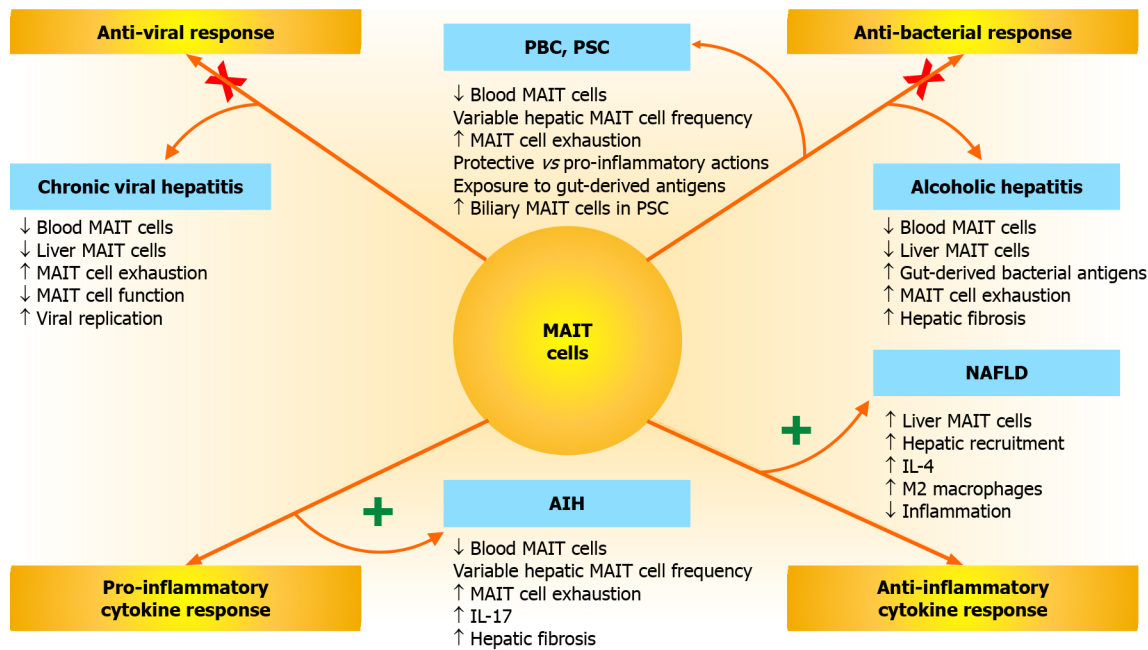 Anti-viral response
PBC, PSC
Anti-bacterial response
↓ Blood MAIT cells
Variable hepatic MAIT cell frequency
↑ MAIT cell exhaustion
Protective vs pro-inflammatory actions
Exposure to gut-derived antigens
↑ Biliary MAIT cells in PSC
Chronic viral hepatitis
↓ Blood MAIT cells
↓ Liver MAIT cells
↑ MAIT cell exhaustion
↓ MAIT cell function
↑ Viral replication
Alcoholic hepatitis
↓ Blood MAIT cells
↓ Liver MAIT cells
↑ Gut-derived bacterial antigens
↑ MAIT cell exhaustion
↑ Hepatic fibrosis
MAIT
cells
NAFLD
↑ Liver MAIT cells
↑ Hepatic recruitment
↑ IL-4
↑ M2 macrophages
↓ Inflammation
AIH
↓ Blood MAIT cells
Variable hepatic MAIT cell frequency
↑ MAIT cell exhaustion
↑ IL-17
↑ Hepatic fibrosis
Pro-inflammatory
cytokine response
Anti-inflammatory
cytokine response